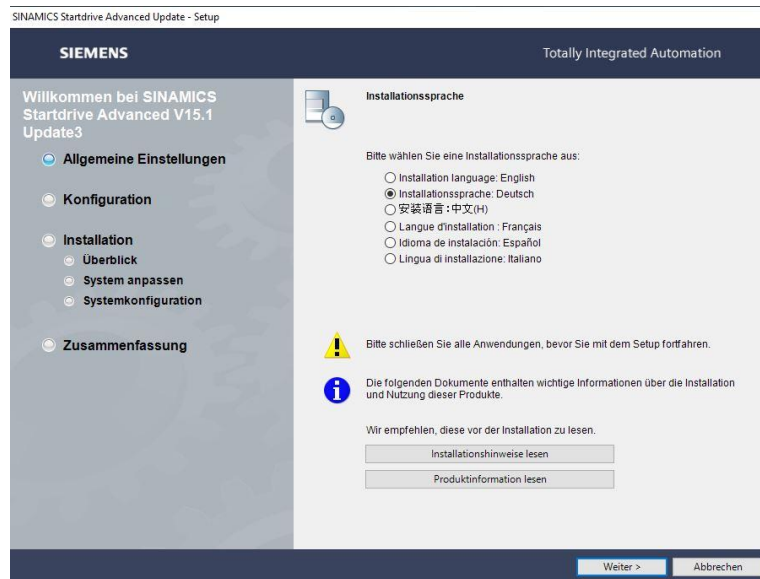 SINAMICS Startdrive Advanced Update - Setup
SIEMENS
Totally Integrated Automation
Willkommen bei SINAMICS
Startdrive Advanced V15.1
Update3
Allgemeine Einstellungen
Konfiguration
Installation
Überblick
System anpassen
Systemkonfiguration
Zusammenfassung
Installationssprache
Bitte wählen Sie eine Installationssprache aus:
Installation language: English
Installationssprache: Deutsch
安装语言:中文(H)
Langue d'installation : Français
Idioma de instalación: Español
Lingua di installazione: Italiano
Bitte schließen Sie alle Anwendungen, bevor Sie mit dem Setup fortfahren.
Die folgenden Dokumente enthalten wichtige Informationen über die Installation
und Nutzung dieser Produkte.
Wir empfehlen, diese vor der Installation zu lesen.
Installationshinweise lesen
Produktinformation lesen
Weiter >
Abbrechen